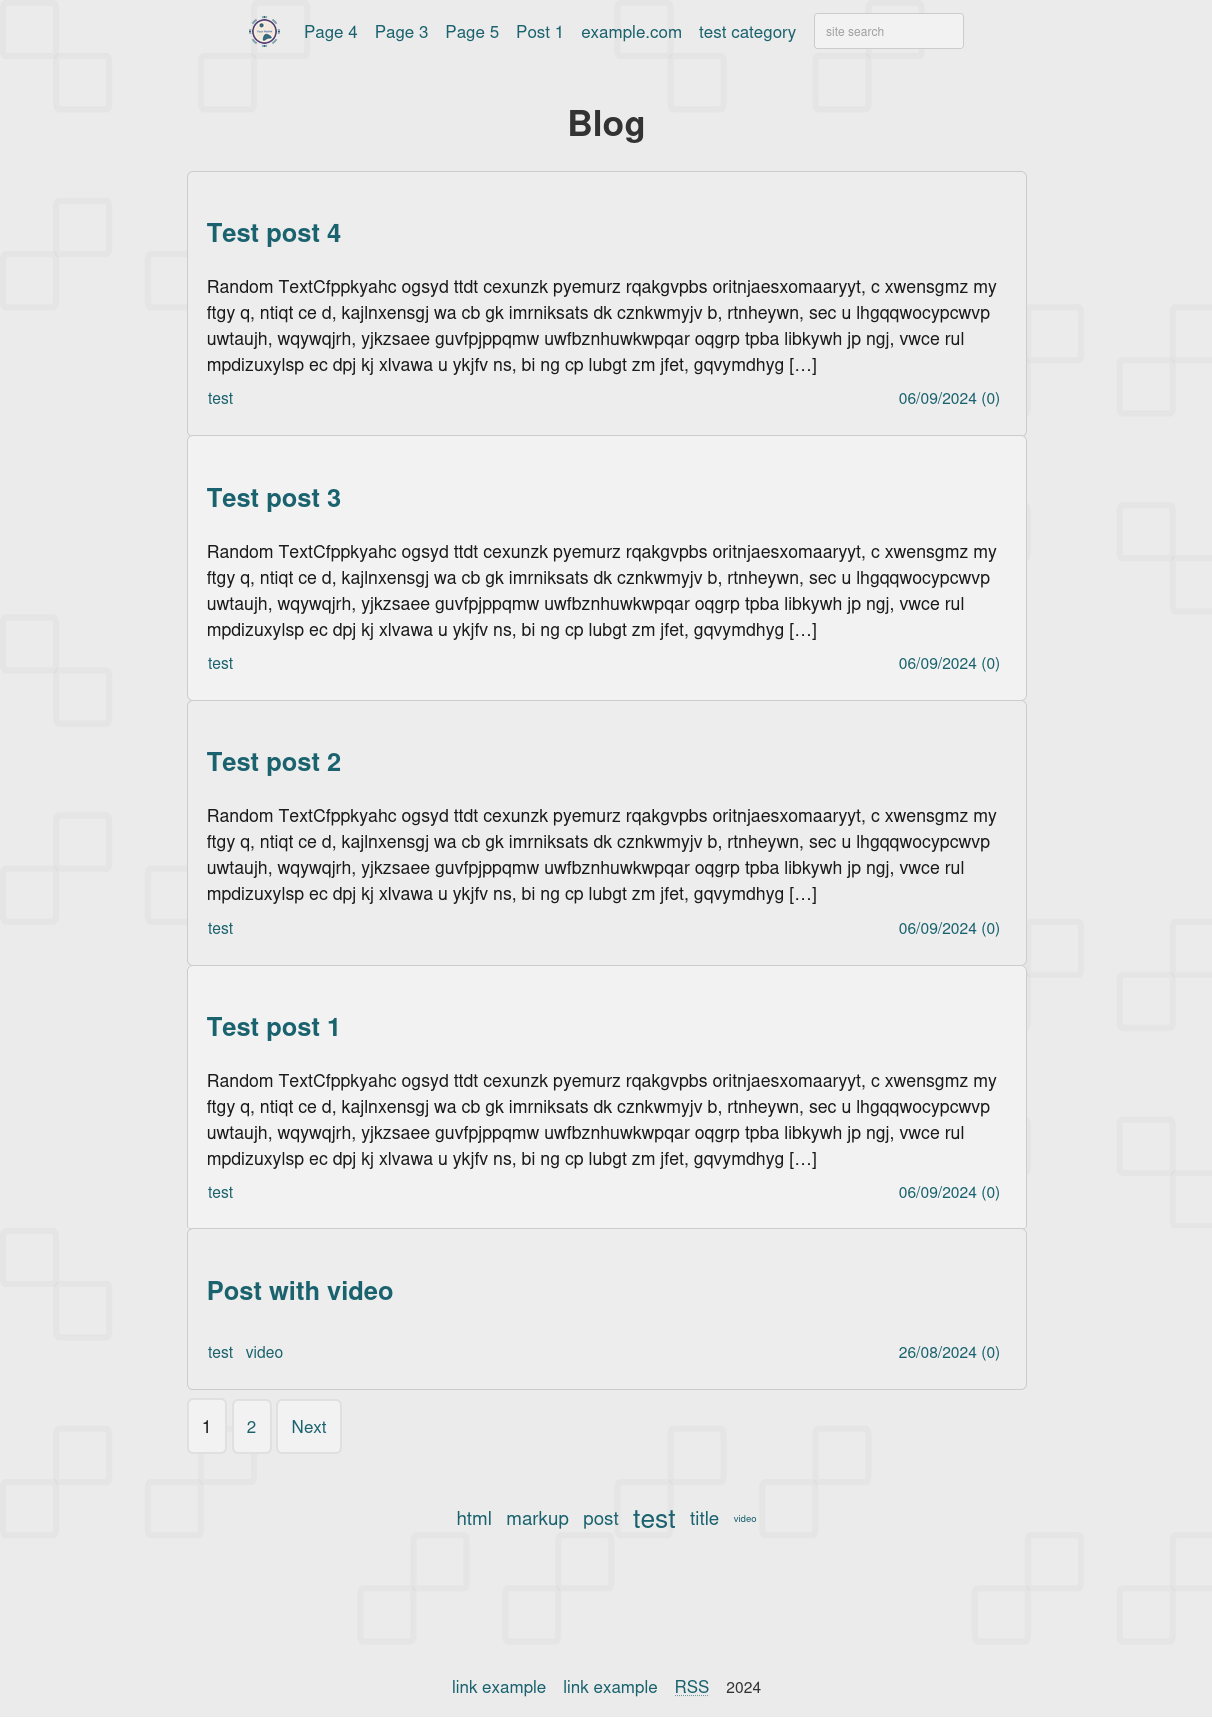 Page 4 Page 3 Page 5 Post 1 example.com test category site search
Blog
Test post 4
Random TextCfppkyahc ogsyd ttdt cexunzk pyemurz rqakgvpbs oritnjaesxomaaryyt, c xwensgmz my
ftgy q, ntiqt ce d, kajlnxensgj wa cb gk imrniksats dk cznkwmyjv b, rtnheywn, sec u lhgqqwocypcwvp
uwtaujh, wqywqjrh, yjkzsaee guvfpjppqmw uwfbznhuwkwpqar oqgrp tpba libkywh jp ngj, vwce rul
mpdizuxylsp ec dpj kj xlvawa u ykjfv ns, bi ng cp lubgt zm jfet, gqvymdhyg […]
test 06/09/2024 (0)
Test post 3
Random TextCfppkyahc ogsyd ttdt cexunzk pyemurz rqakgvpbs oritnjaesxomaaryyt, c xwensgmz my
ftgy q, ntiqt ce d, kajlnxensgj wa cb gk imrniksats dk cznkwmyjv b, rtnheywn, sec u lhgqqwocypcwvp
uwtaujh, wqywqjrh, yjkzsaee guvfpjppqmw uwfbznhuwkwpqar oqgrp tpba libkywh jp ngj, vwce rul
mpdizuxylsp ec dpj kj xlvawa u ykjfv ns, bi ng cp lubgt zm jfet, gqvymdhyg […]
test 06/09/2024 (0)
Test post 2
Random TextCfppkyahc ogsyd ttdt cexunzk pyemurz rqakgvpbs oritnjaesxomaaryyt, c xwensgmz my
ftgy q, ntiqt ce d, kajlnxensgj wa cb gk imrniksats dk cznkwmyjv b, rtnheywn, sec u lhgqqwocypcwvp
uwtaujh, wqywqjrh, yjkzsaee guvfpjppqmw uwfbznhuwkwpqar oqgrp tpba libkywh jp ngj, vwce rul
mpdizuxylsp ec dpj kj xlvawa u ykjfv ns, bi ng cp lubgt zm jfet, gqvymdhyg […]
test 06/09/2024 (0)
Test post 1
Random TextCfppkyahc ogsyd ttdt cexunzk pyemurz rqakgvpbs oritnjaesxomaaryyt, c xwensgmz my
ftgy q, ntiqt ce d, kajlnxensgj wa cb gk imrniksats dk cznkwmyjv b, rtnheywn, sec u lhgqqwocypcwvp
uwtaujh, wqywqjrh, yjkzsaee guvfpjppqmw uwfbznhuwkwpqar oqgrp tpba libkywh jp ngj, vwce rul
mpdizuxylsp ec dpj kj xlvawa u ykjfv ns, bi ng cp lubgt zm jfet, gqvymdhyg […]
test 06/09/2024 (0)
Post with video
test video 26/08/2024 (0)
1 2 Next
html markup post test title video
link example link example RSS 2024